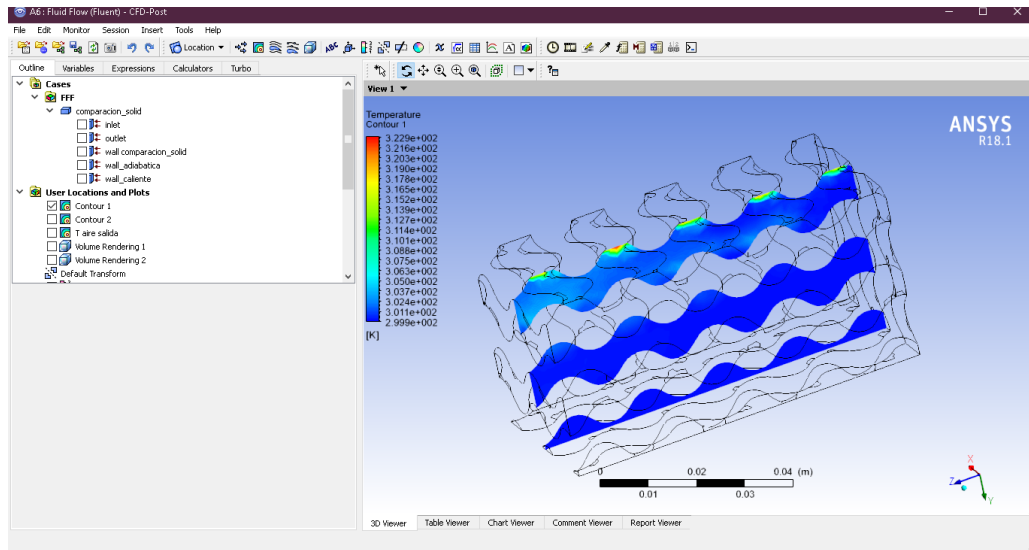 A6 : Fluid Flow (Fluent) - CFD-Post
File Edit Monitor Session Insert Tools Help
Location
Outline Variables Expressions Calculators Turbo
Cases
FFF
comparacion_solid
inlet
outlet
wall comparacion_solid
wall_adiabatica
wall_caliente
User Locations and Plots
Contour 1
Contour 2
T aire salida
Volume Rendering 1
Volume Rendering 2
Default Transform
View 1
Temperature
Contour 1
3.229e+002
3.216e+002
3.203e+002
3.190e+002
3.178e+002
3.165e+002
3.152e+002
3.139e+002
3.127e+002
3.114e+002
3.101e+002
3.088e+002
3.075e+002
3.063e+002
3.050e+002
3.037e+002
3.024e+002
3.011e+002
2.999e+002
[K]
ANSYS
R18.1
0 0.02 0.04 (m)
0.01 0.03
X
Z
Y
3D Viewer Table Viewer Chart Viewer Comment Viewer Report Viewer